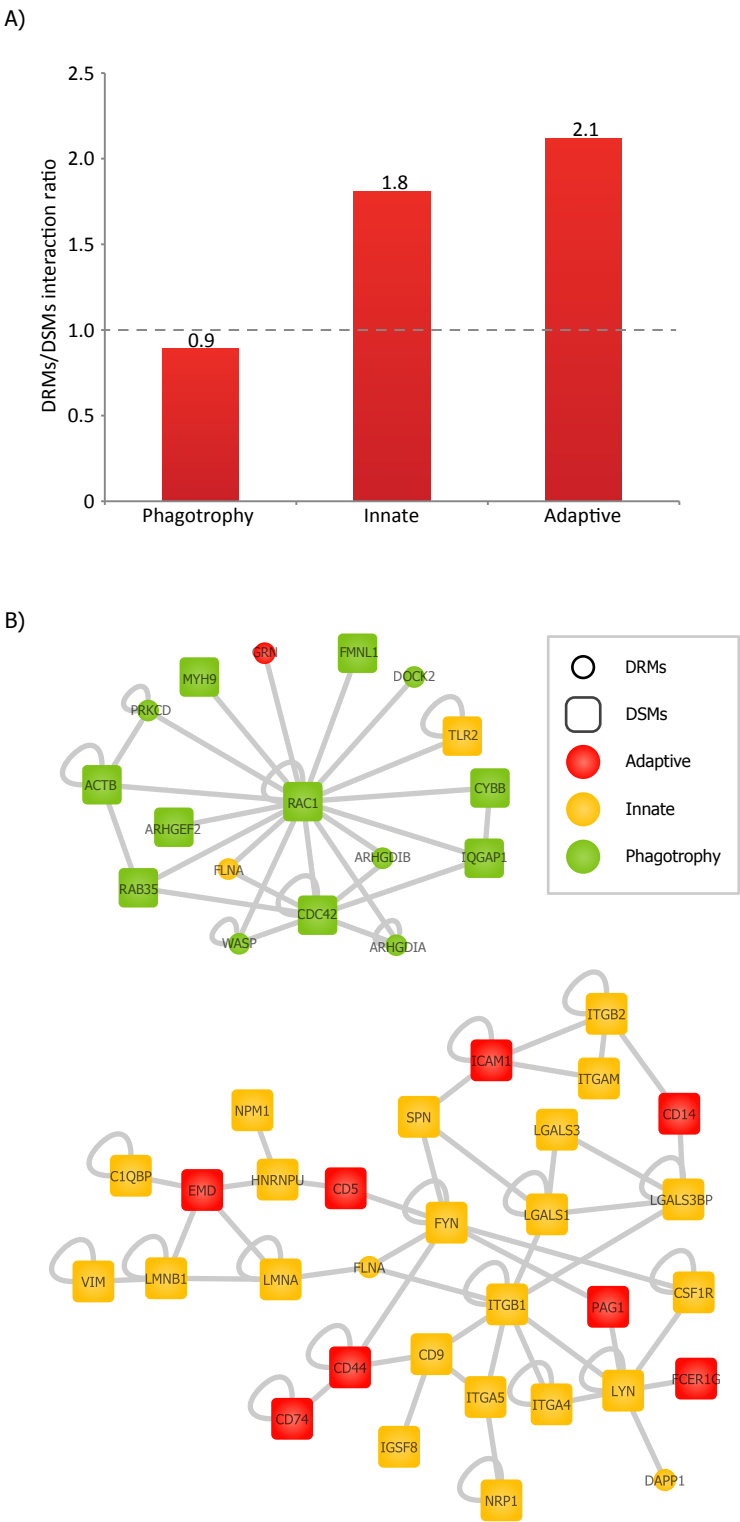 A)
2.5
2.0
1.5
1.0
0.5
0
DRMs/DSMs interaction ratio
0.9
1.8
2.1
Phagotrophy
Innate
Adaptive
B)
GRN
FMNL1
MYH9
DOCK2
PRKCD
TLR2
ACTB
RAC1
CYBB
ARHGEF2
ARHGDIB
IQGAP1
FLNA
RAB35
CDC42
WASP
ARHGDIA
DRMs
DSMs
Adaptive
Innate
Phagotrophy
ITGB2
ICAM1
ITGAM
NPM1
SPN
CD14
LGALS3
C1QBP
EMD
HNRNPU
CD5
LGALS3BP
FYN
LGALS1
VIM
LMNB1
LMNA
FLNA
CSF1R
ITGB1
PAG1
CD44
CD9
FCER1G
CD74
ITGA5
ITGA4
LYN
IGSF8
DAPP1
NRP1